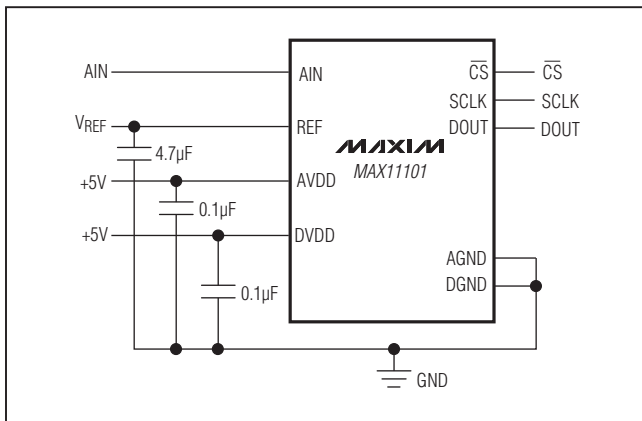 AIN
AIN
CS
CS
SCLK
SCLK
VREF
REF
DOUT
DOUT
4.7µF
MAXIM
MAX11101
+5V
AVDD
0.1µF
+5V
DVDD
AGND
0.1µF
DGND
GND